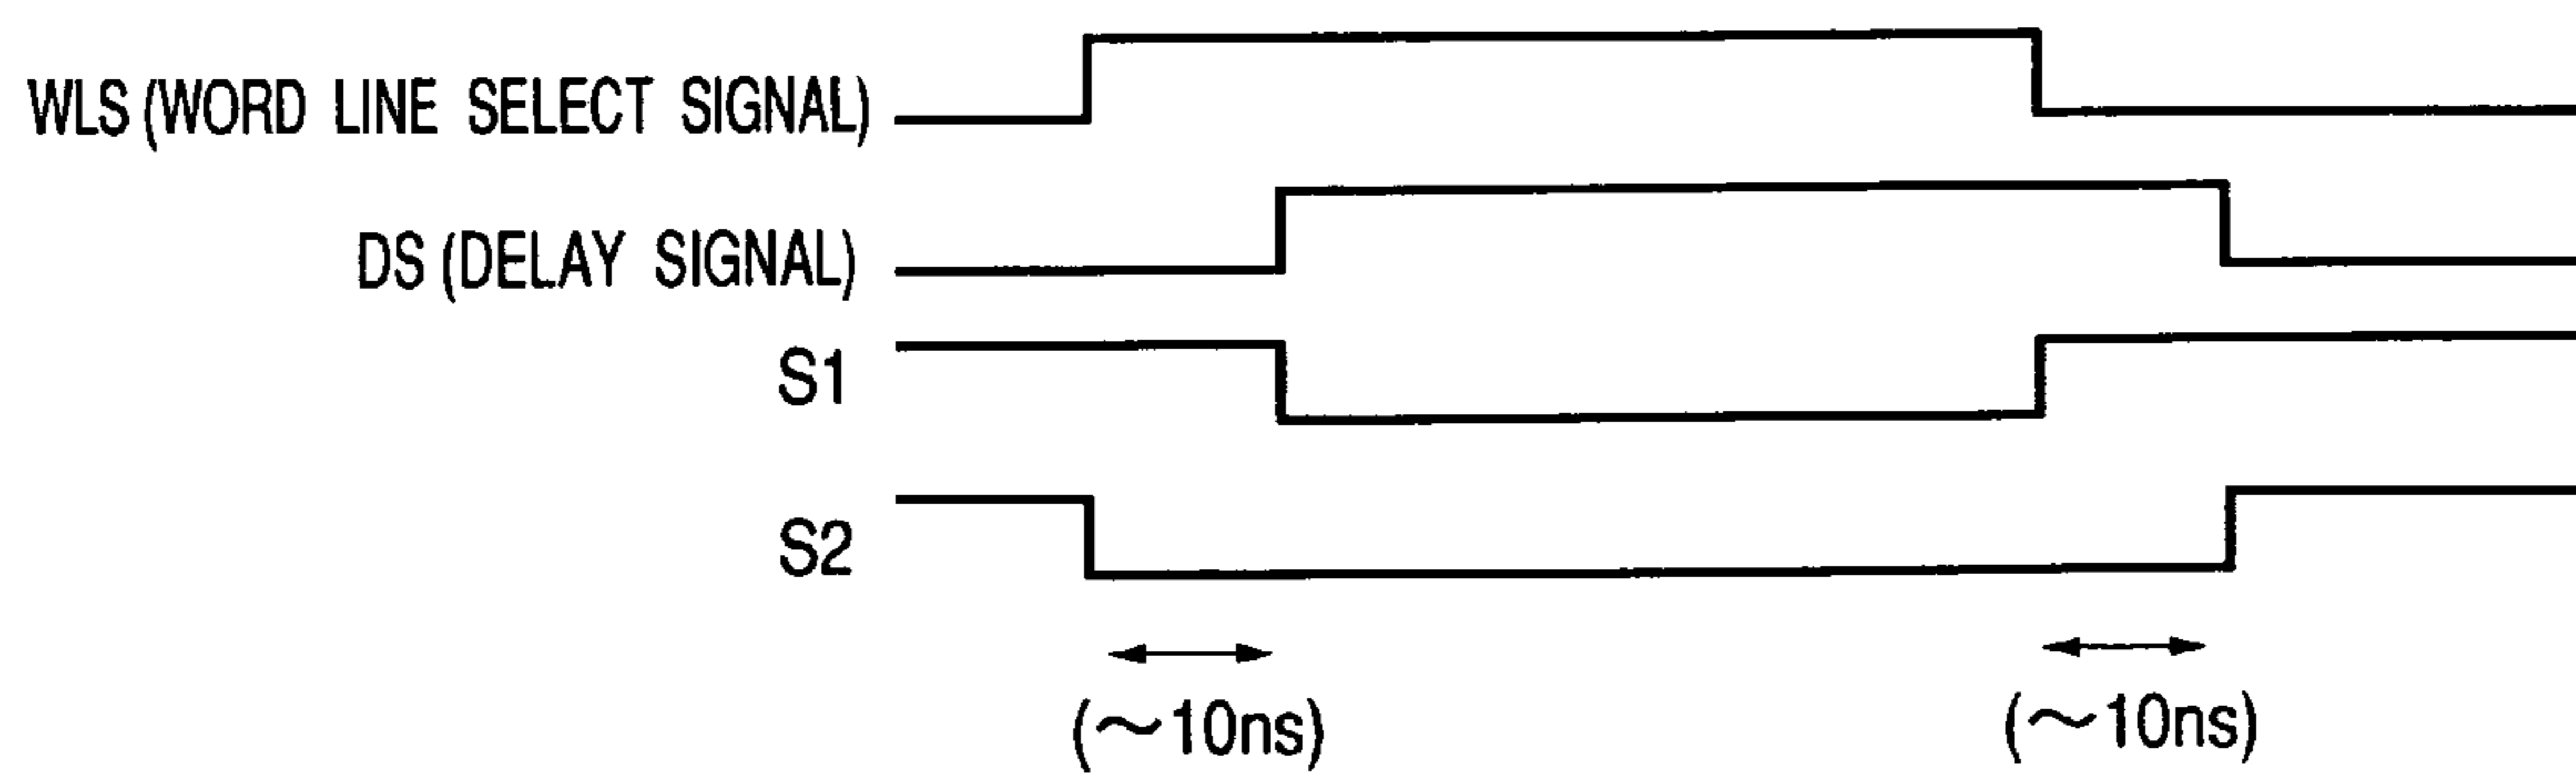 WLS (WORD LINE SELECT SIGNAL)
DS (DELAY SIGNAL)
S1
S2
(～10ns) (～10ns)